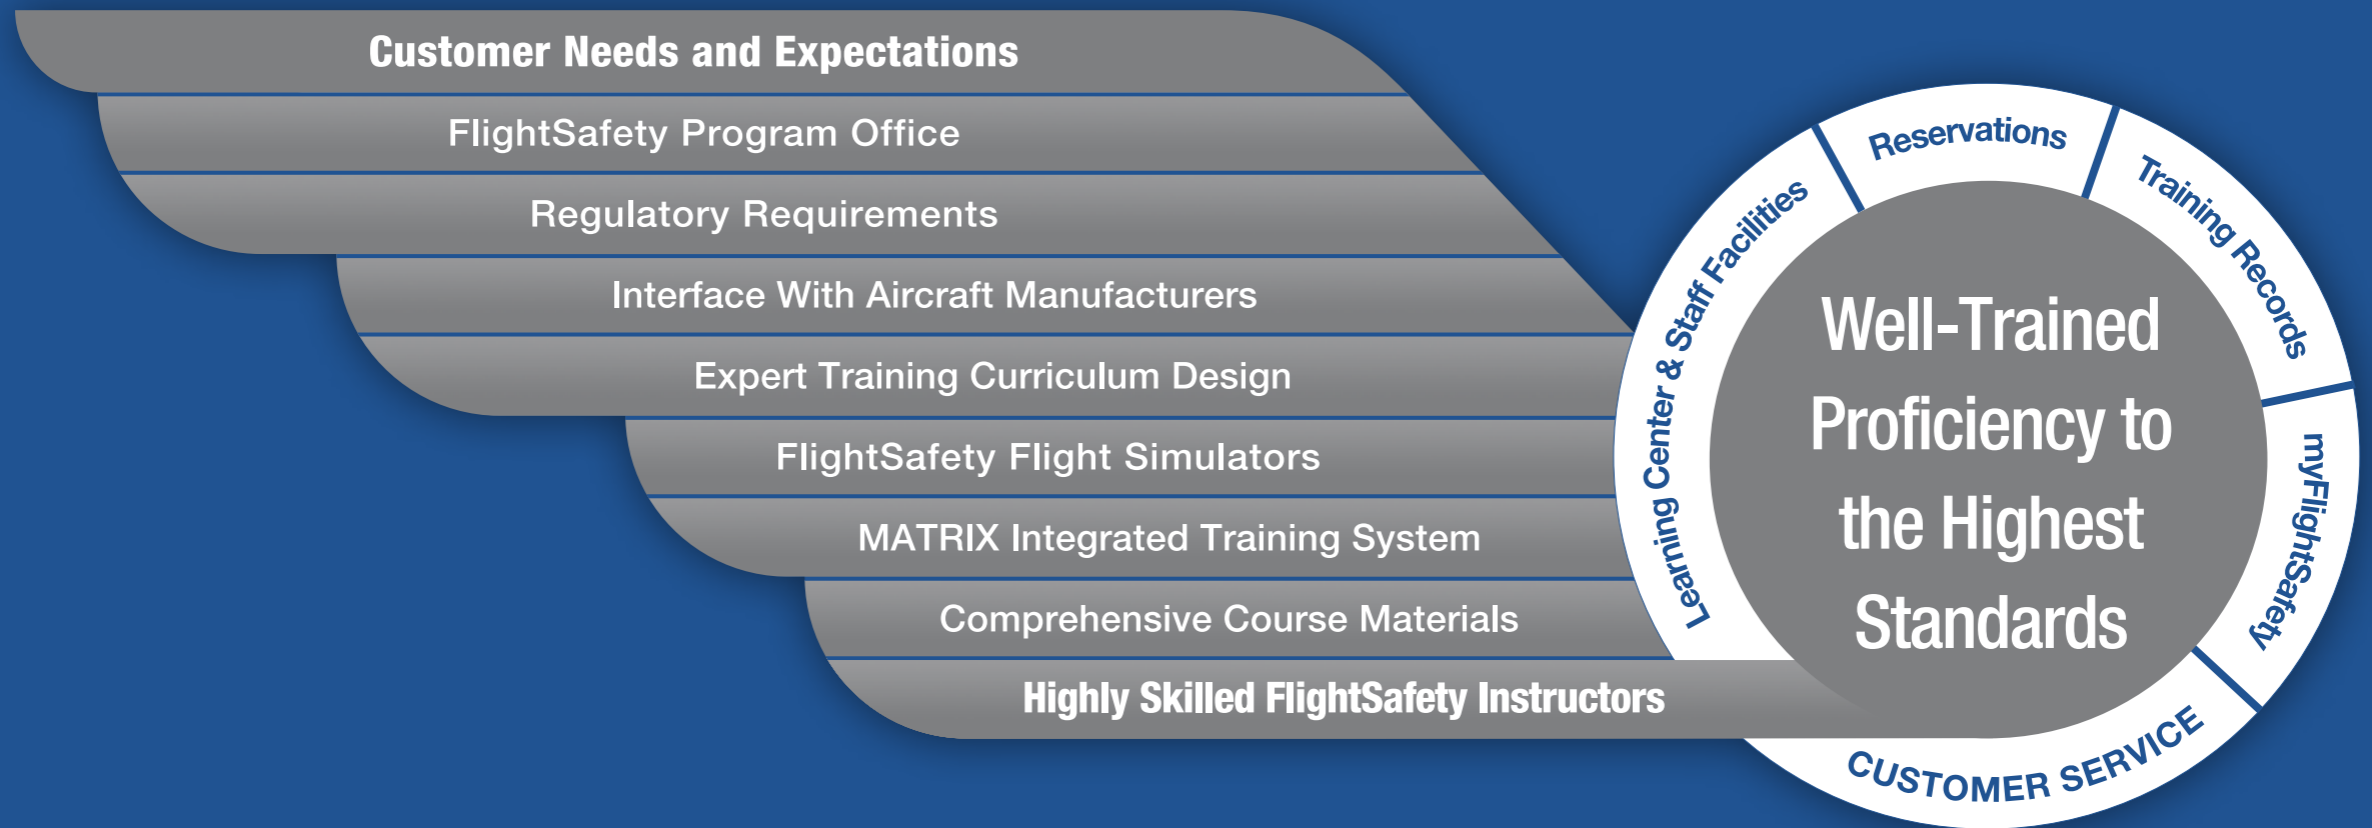 Customer Needs and Expectations
FlightSafety Program Office
Regulatory Requirements
Interface With Aircraft Manufacturers
Expert Training Curriculum Design
FlightSafety Flight Simulators
MATRIX Integrated Training System
Comprehensive Course Materials
Highly Skilled FlightSafety Instructors
Learning Center & Staff Facilities
Reservations
Training Records
myFlightSafety
CUSTOMER SERVICE
Well-Trained
Proficiency to
the Highest
Standards